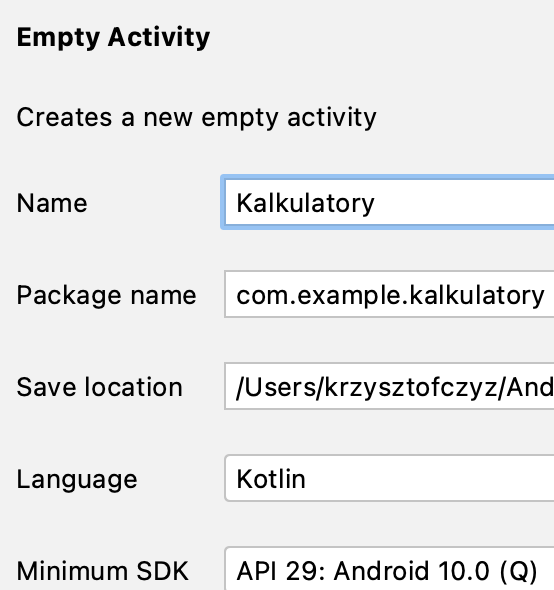 Empty Activity
Creates a new empty activity
Name Kalkulatory
Package name com.example.kalkulatory
Save location /Users/krzysztofczyz/And
Language Kotlin
Minimum SDK API 29: Android 10.0 (Q)